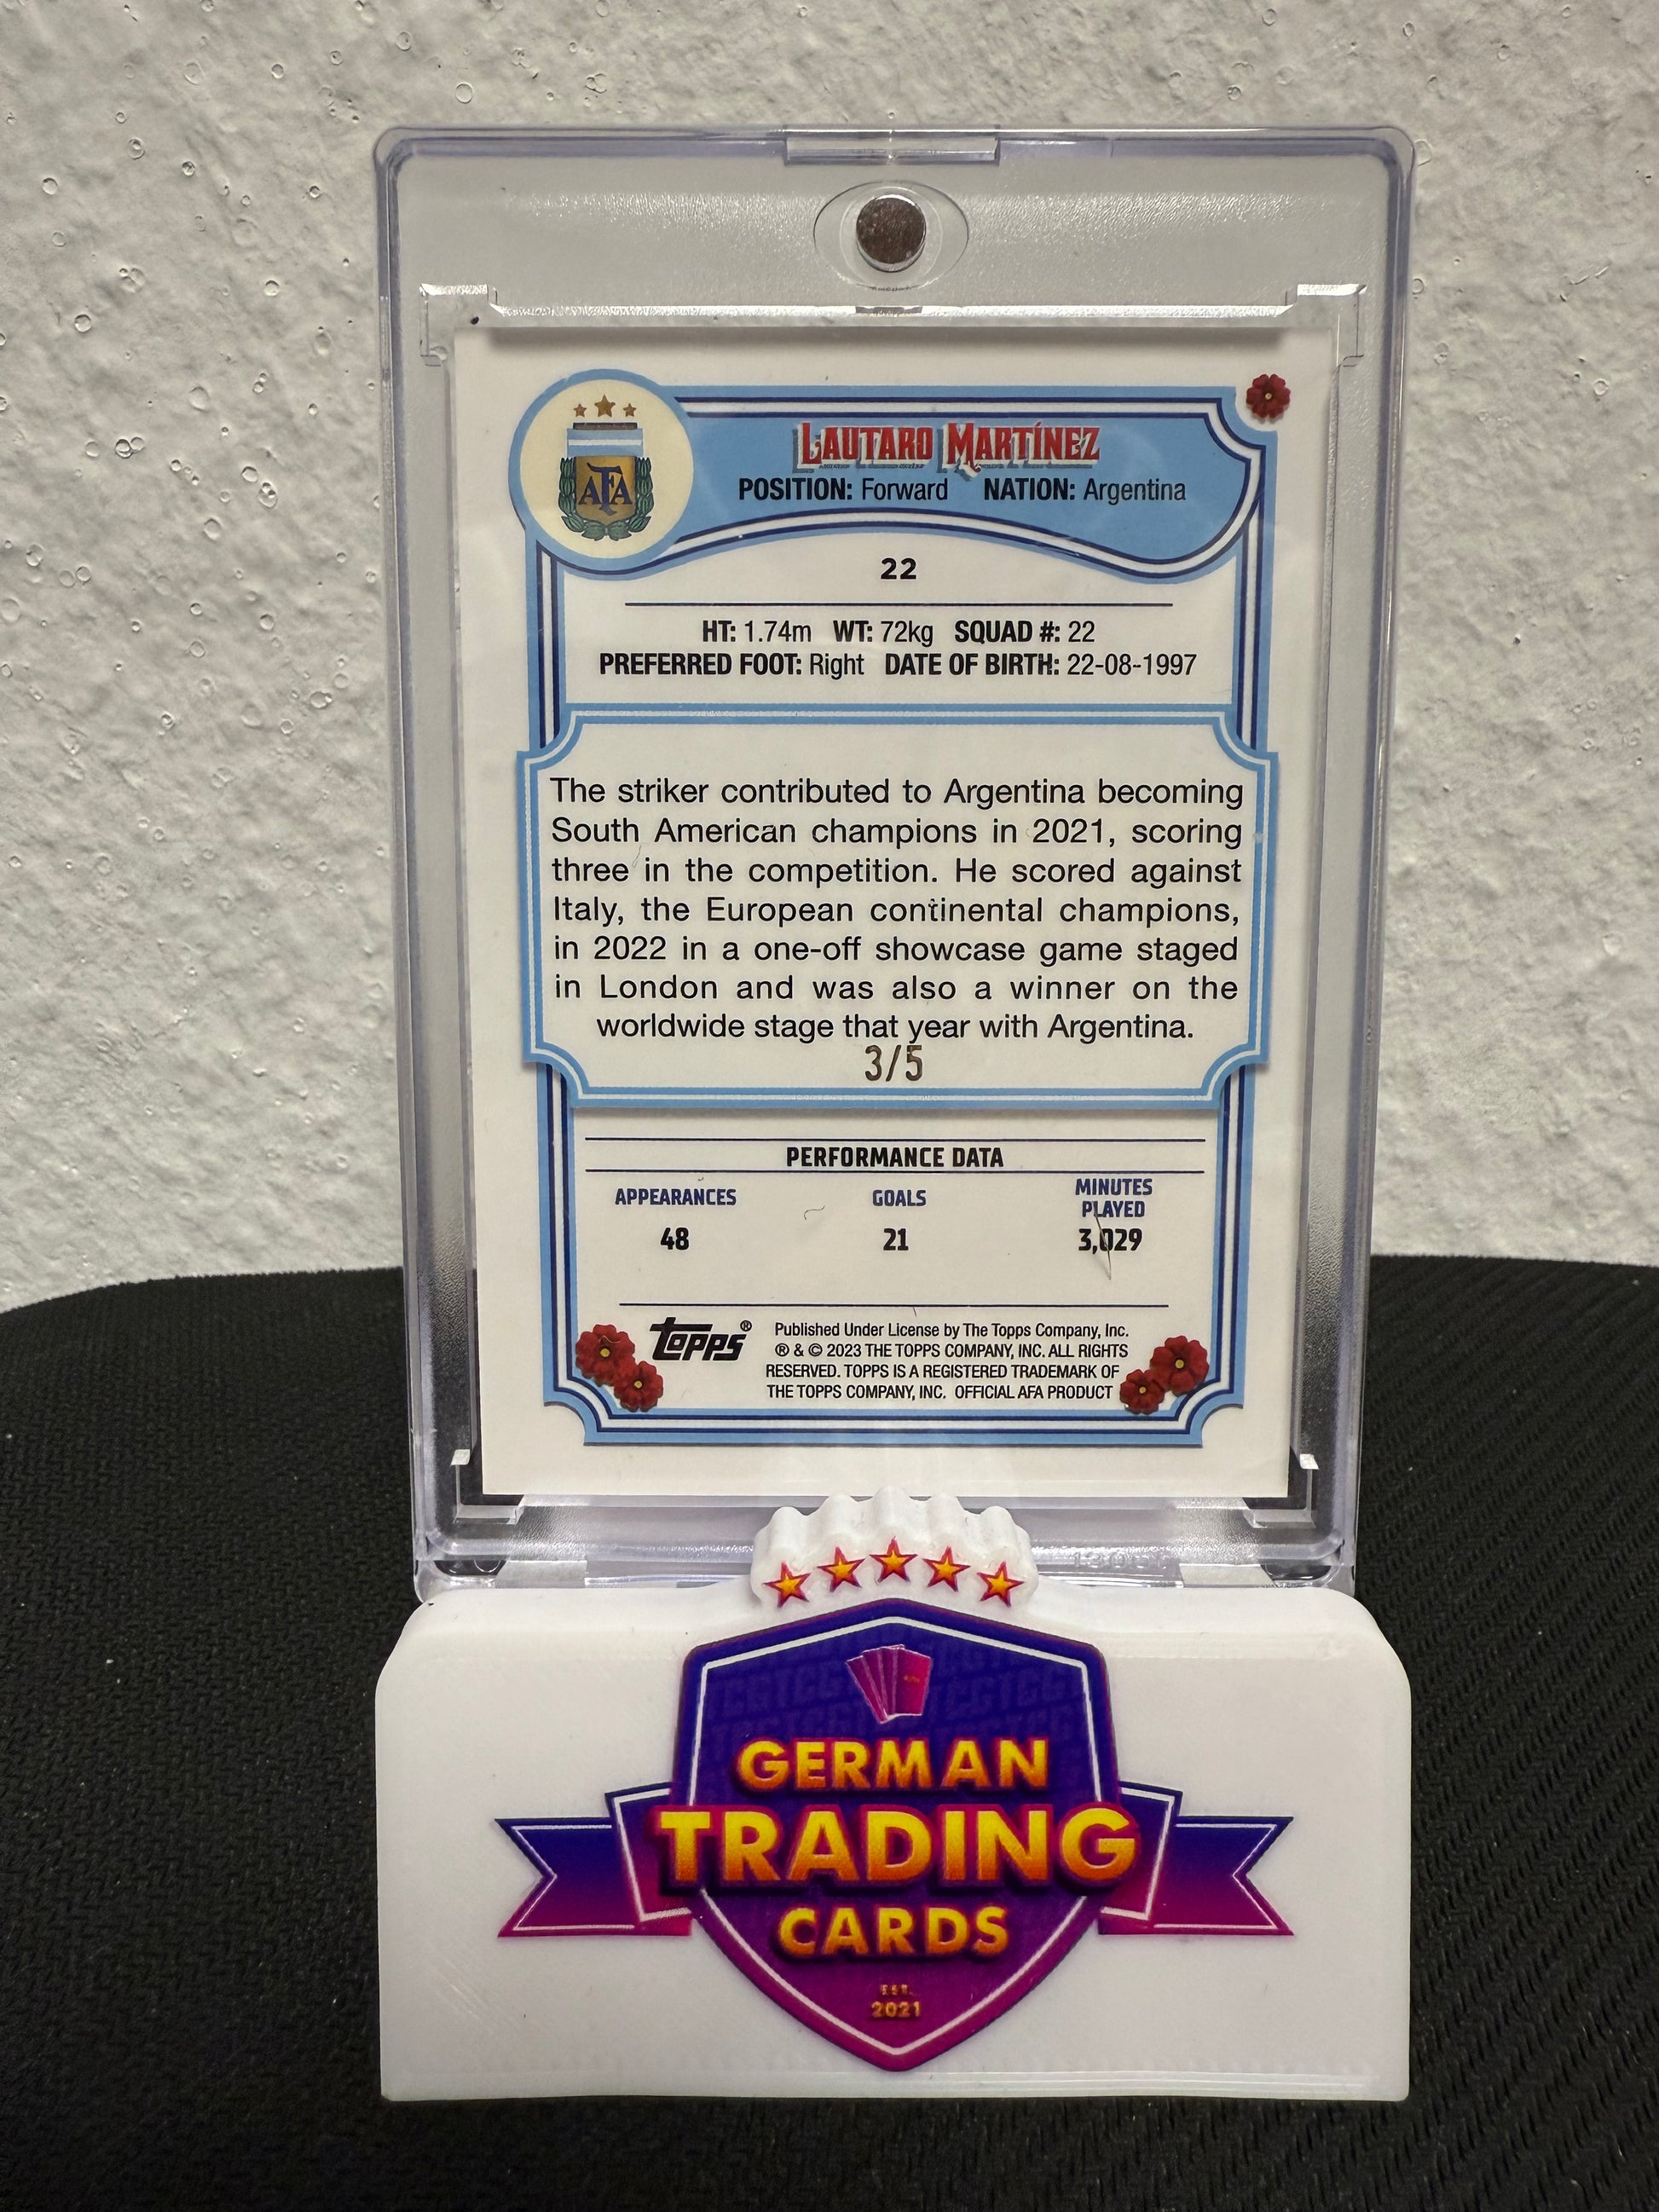 AFA
LAUTARO MARTÍNEZ
POSITION: Forward NATION: Argentina
22
HT: 1.74m WT: 72kg SQUAD #: 22
PREFERRED FOOT: Right DATE OF BIRTH: 22-08-1997
The striker contributed to Argentina becoming
South American champions in 2021, scoring
three in the competition. He scored against
Italy, the European continental champions,
in 2022 in a one-off showcase game staged
in London and was also a winner on the
worldwide stage that year with Argentina.
3/5
PERFORMANCE DATA
APPEARANCES GOALS MINUTES PLAYED
48 21 3,029
Topps®
Published Under License by The Topps Company, Inc.
® & © 2023 THE TOPPS COMPANY, INC. ALL RIGHTS
RESERVED. TOPPS IS A REGISTERED TRADEMARK OF
THE TOPPS COMPANY, INC. OFFICIAL AFA PRODUCT
GERMAN
TRADING
CARDS
EST.
2021